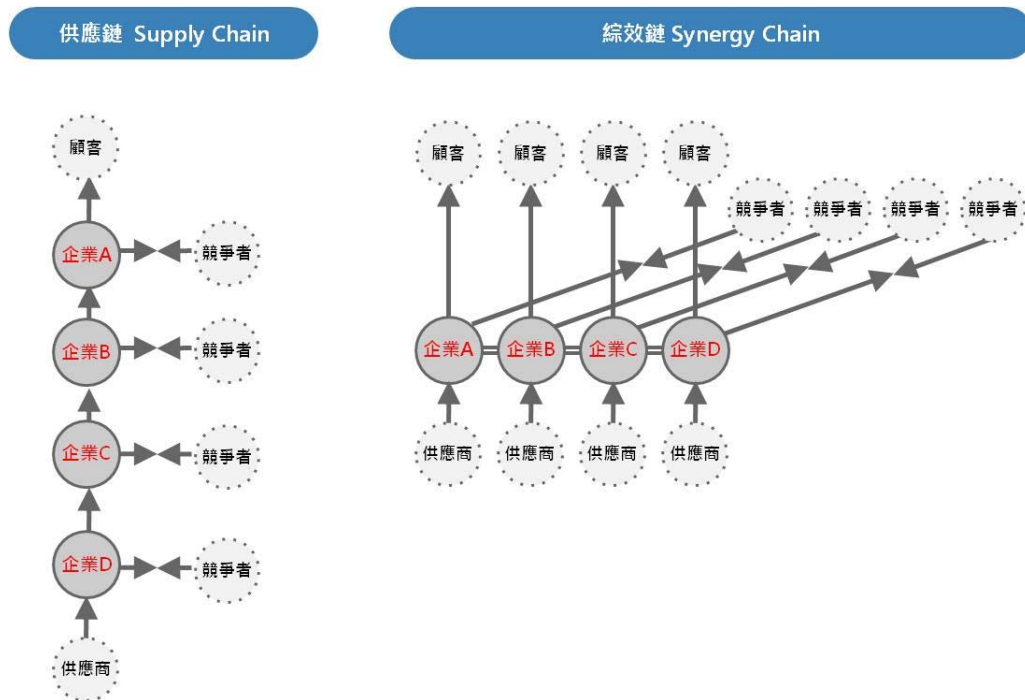 供應鏈 Supply Chain
綜效鏈 Synergy Chain
顧客
企業A
競爭者
企業B
競爭者
企業C
競爭者
企業D
競爭者
供應商
顧客
顧客
顧客
顧客
競爭者
競爭者
競爭者
競爭者
企業A
企業B
企業C
企業D
供應商
供應商
供應商
供應商